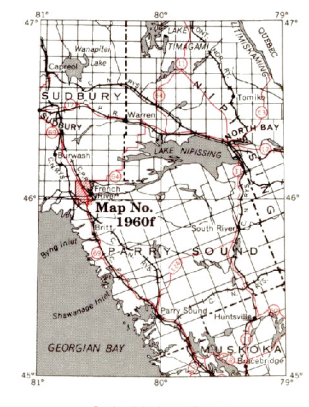 81°
80°
47°
47°
LAKE
TIMAGAMI
QUEBEC
Wanapitei
Lake
Capreol
SUDBURY
SUDBURY
Warren
Tomiko
NIPISSING
NORTH BAY
LAKE NIPISSING
Burwash
French
River
46°
46°
Map No.
1960f
Britt
Byng Inlet
South River
PARRY SOUND
Shawanaga Inlet
Parry Sound
Huntsville
GEORGIAN BAY
MUSKOKA
Bracebridge
45°
45°
81°
80°
79°